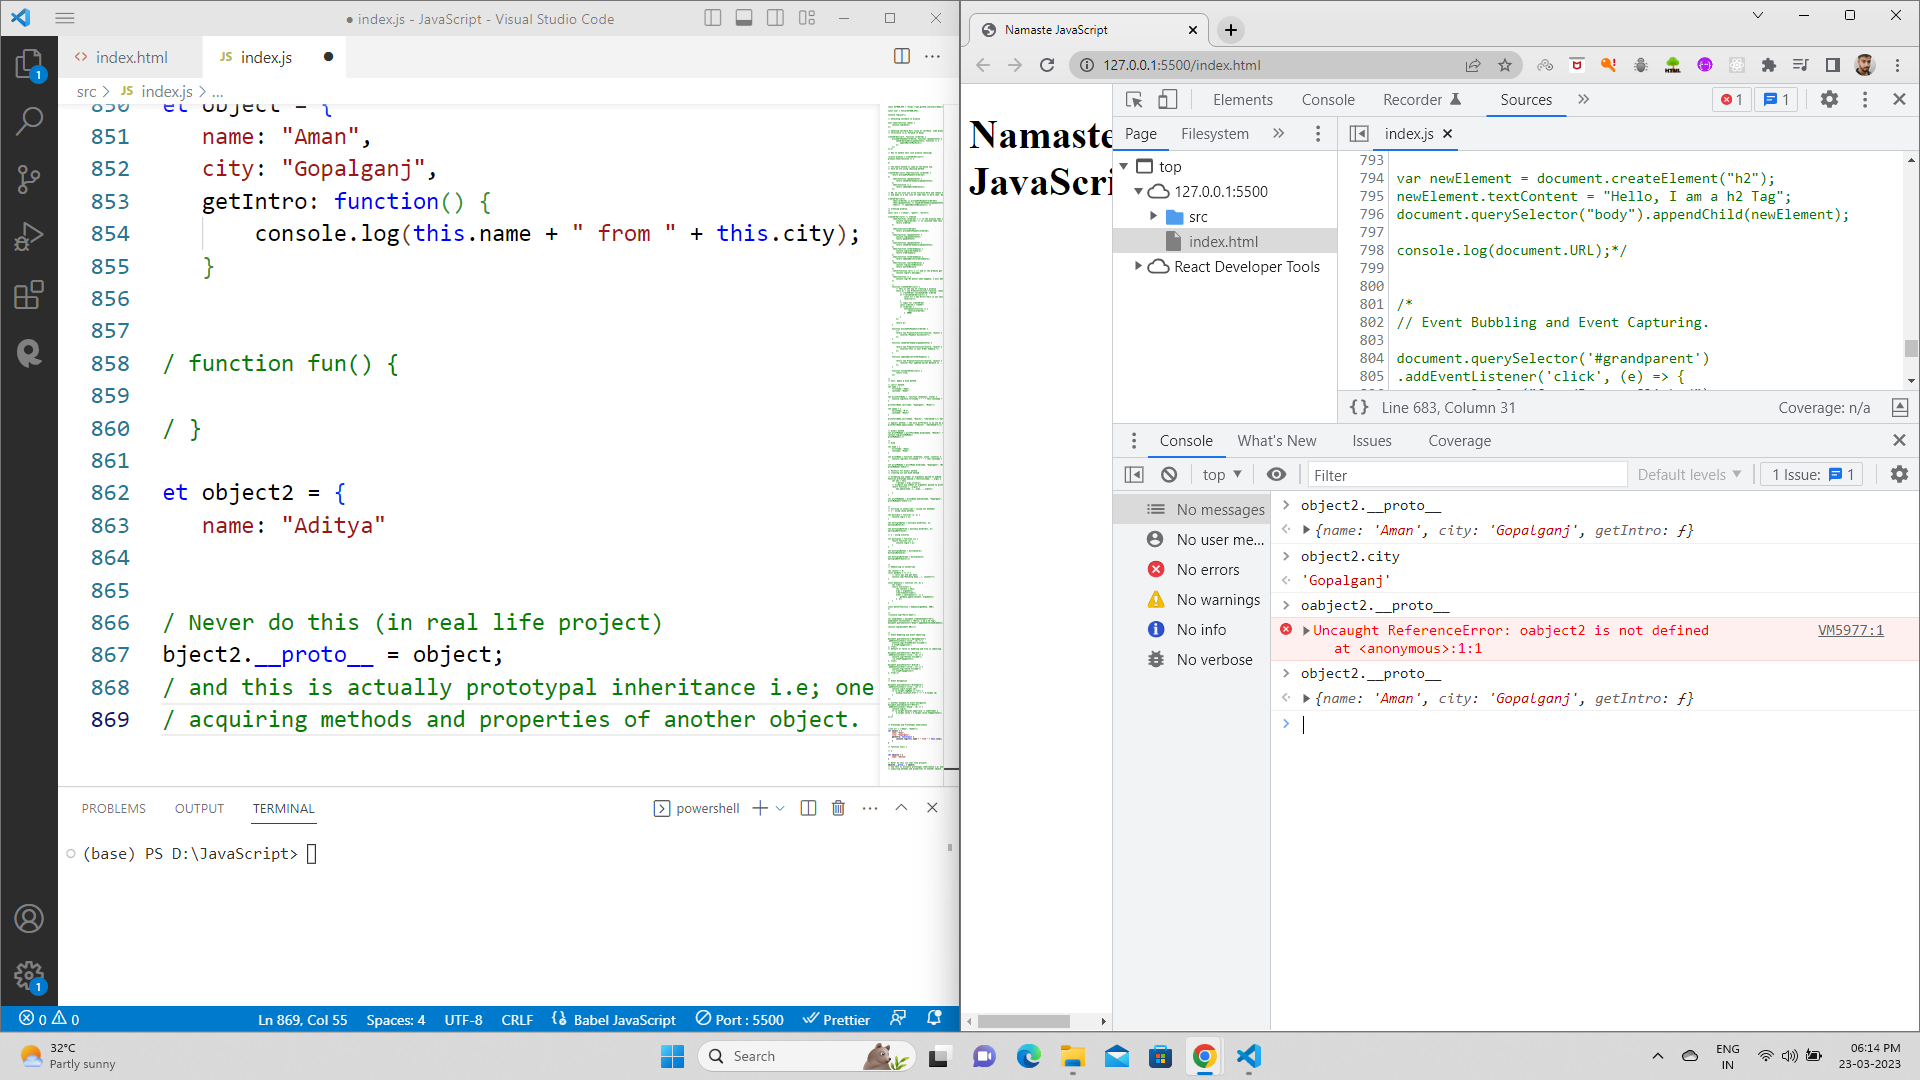 index.js - JavaScript - Visual Studio Code
index.html
JS index.js
src > JS index.js > ...
850 et object = {
851 name: "Aman",
852 city: "Gopalganj",
853 getIntro: function() {
854 console.log(this.name + " from " + this.city);
855 }
856
857
858 / function fun() {
859
860 / }
861
862 et object2 = {
863 name: "Aditya"
864
865
866 / Never do this (in real life project)
867 bject2.__proto__ = object;
868 / and this is actually prototypal inheritance i.e; one
869 / acquiring methods and properties of another object.
PROBLEMS OUTPUT TERMINAL
powershell
(base) PS D:\JavaScript>
0 0 Ln 869, Col 55 Spaces: 4 UTF-8 CRLF Babel JavaScript Port : 5500 Prettier
1
1
Namaste JavaScript
127.0.0.1:5500/index.html
Namaste
JavaScri
Elements Console Recorder Sources 1 1
Page Filesystem
index.js
top
127.0.0.1:5500
src
index.html
React Developer Tools
793
794 var newElement = document.createElement("h2");
795 newElement.textContent = "Hello, I am a h2 Tag";
796 document.querySelector("body").appendChild(newElement);
797
798 console.log(document.URL);*/
799
800
801 /*
802 // Event Bubbling and Event Capturing.
803
804 document.querySelector('#grandparent')
805 .addEventListener('click', (e) => {
{} Line 683, Column 31 Coverage: n/a
Console What's New Issues Coverage
top Filter Default levels 1 Issue: 1
No messages
No user me...
No errors
No warnings
No info
No verbose
object2.__proto__
{name: 'Aman', city: 'Gopalganj', getIntro: ƒ}
object2.city
'Gopalganj'
oabject2.__proto__
Uncaught ReferenceError: oabject2 is not defined VM5977:1
at <anonymous>:1:1
object2.__proto__
{name: 'Aman', city: 'Gopalganj', getIntro: ƒ}
32°C
Partly sunny
Search
ENG
IN
06:14 PM
23-03-2023